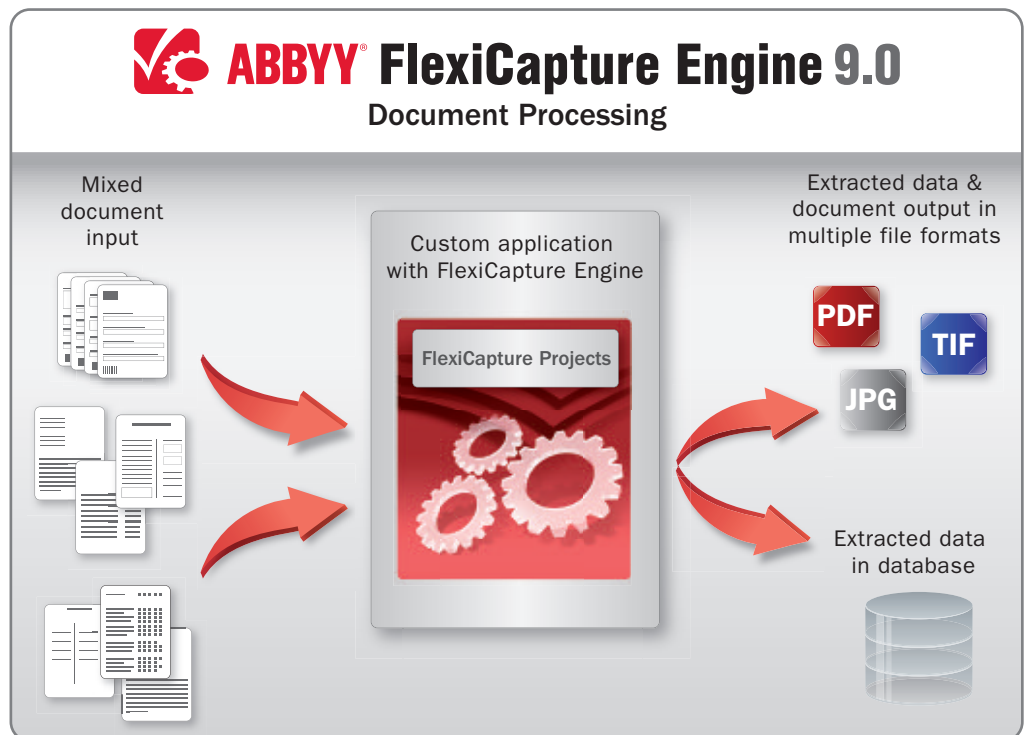 ABBYY® FlexiCapture Engine 9.0
Document Processing
Mixed
document
input
Custom application
with FlexiCapture Engine
FlexiCapture Projects
Extracted data &
document output in
multiple file formats
PDF
TIF
JPG
Extracted data
in database